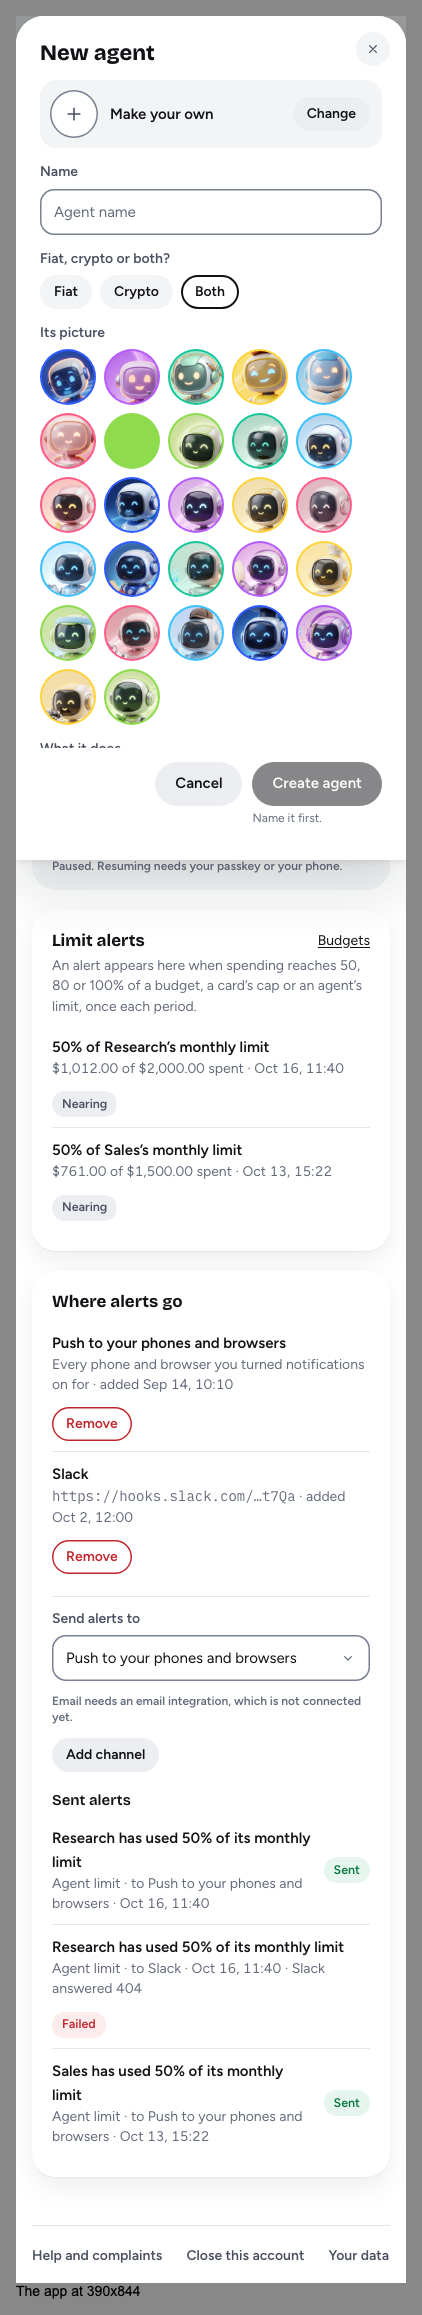 New agent
Make your own
Change
Name
Agent name
Fiat, crypto or both?
Fiat
Crypto
Both
Its picture
What it does
Cancel
Create agent
Name it first.
Paused. Resuming needs your passkey or your phone.
Limit alerts
Budgets
An alert appears here when spending reaches 50,
80 or 100% of a budget, a card's cap or an agent's
limit, once each period.
50% of Research's monthly limit
$1,012.00 of $2,000.00 spent · Oct 16, 11:40
Nearing
50% of Sales's monthly limit
$761.00 of $1,500.00 spent · Oct 13, 15:22
Nearing
Where alerts go
Push to your phones and browsers
Every phone and browser you turned notifications
on for · added Sep 14, 10:10
Remove
Slack
https://hooks.slack.com/…t7Qa · added
Oct 2, 12:00
Remove
Send alerts to
Push to your phones and browsers
Email needs an email integration, which is not connected
yet.
Add channel
Sent alerts
Research has used 50% of its monthly
limit
Agent limit · to Push to your phones and
browsers · Oct 16, 11:40
Sent
Research has used 50% of its monthly limit
Agent limit · to Slack · Oct 16, 11:40 · Slack
answered 404
Failed
Sales has used 50% of its monthly
limit
Agent limit · to Push to your phones and
browsers · Oct 13, 15:22
Sent
Help and complaints
Close this account
Your data
The app at 390x844